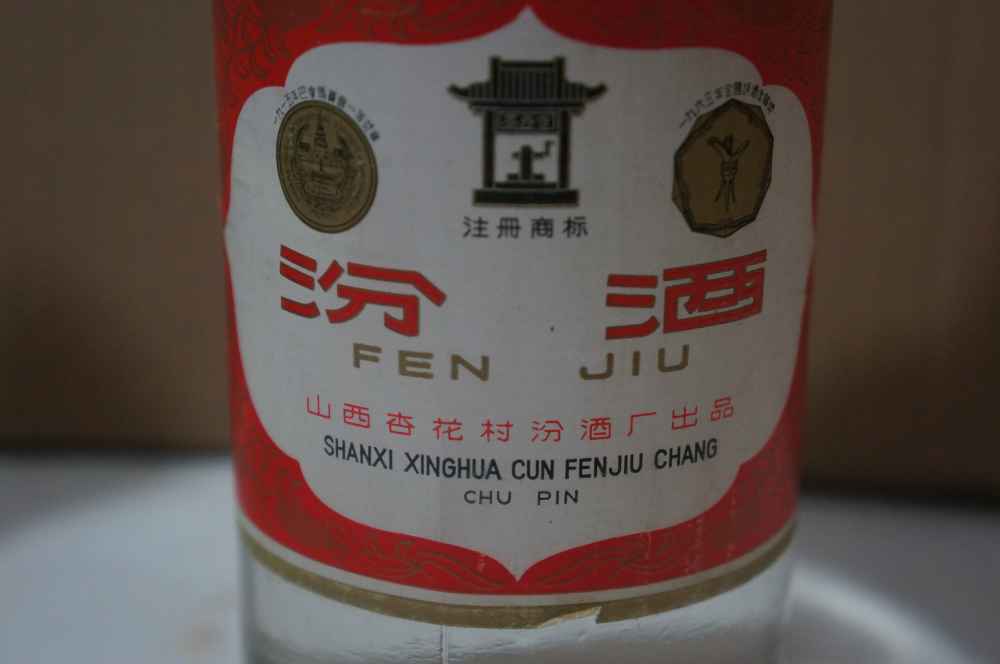 注册商标
汾酒
FEN JIU
山西杏花村汾酒厂出品
SHANXI XINGHUA CUN FENJIU CHANG
CHU PIN